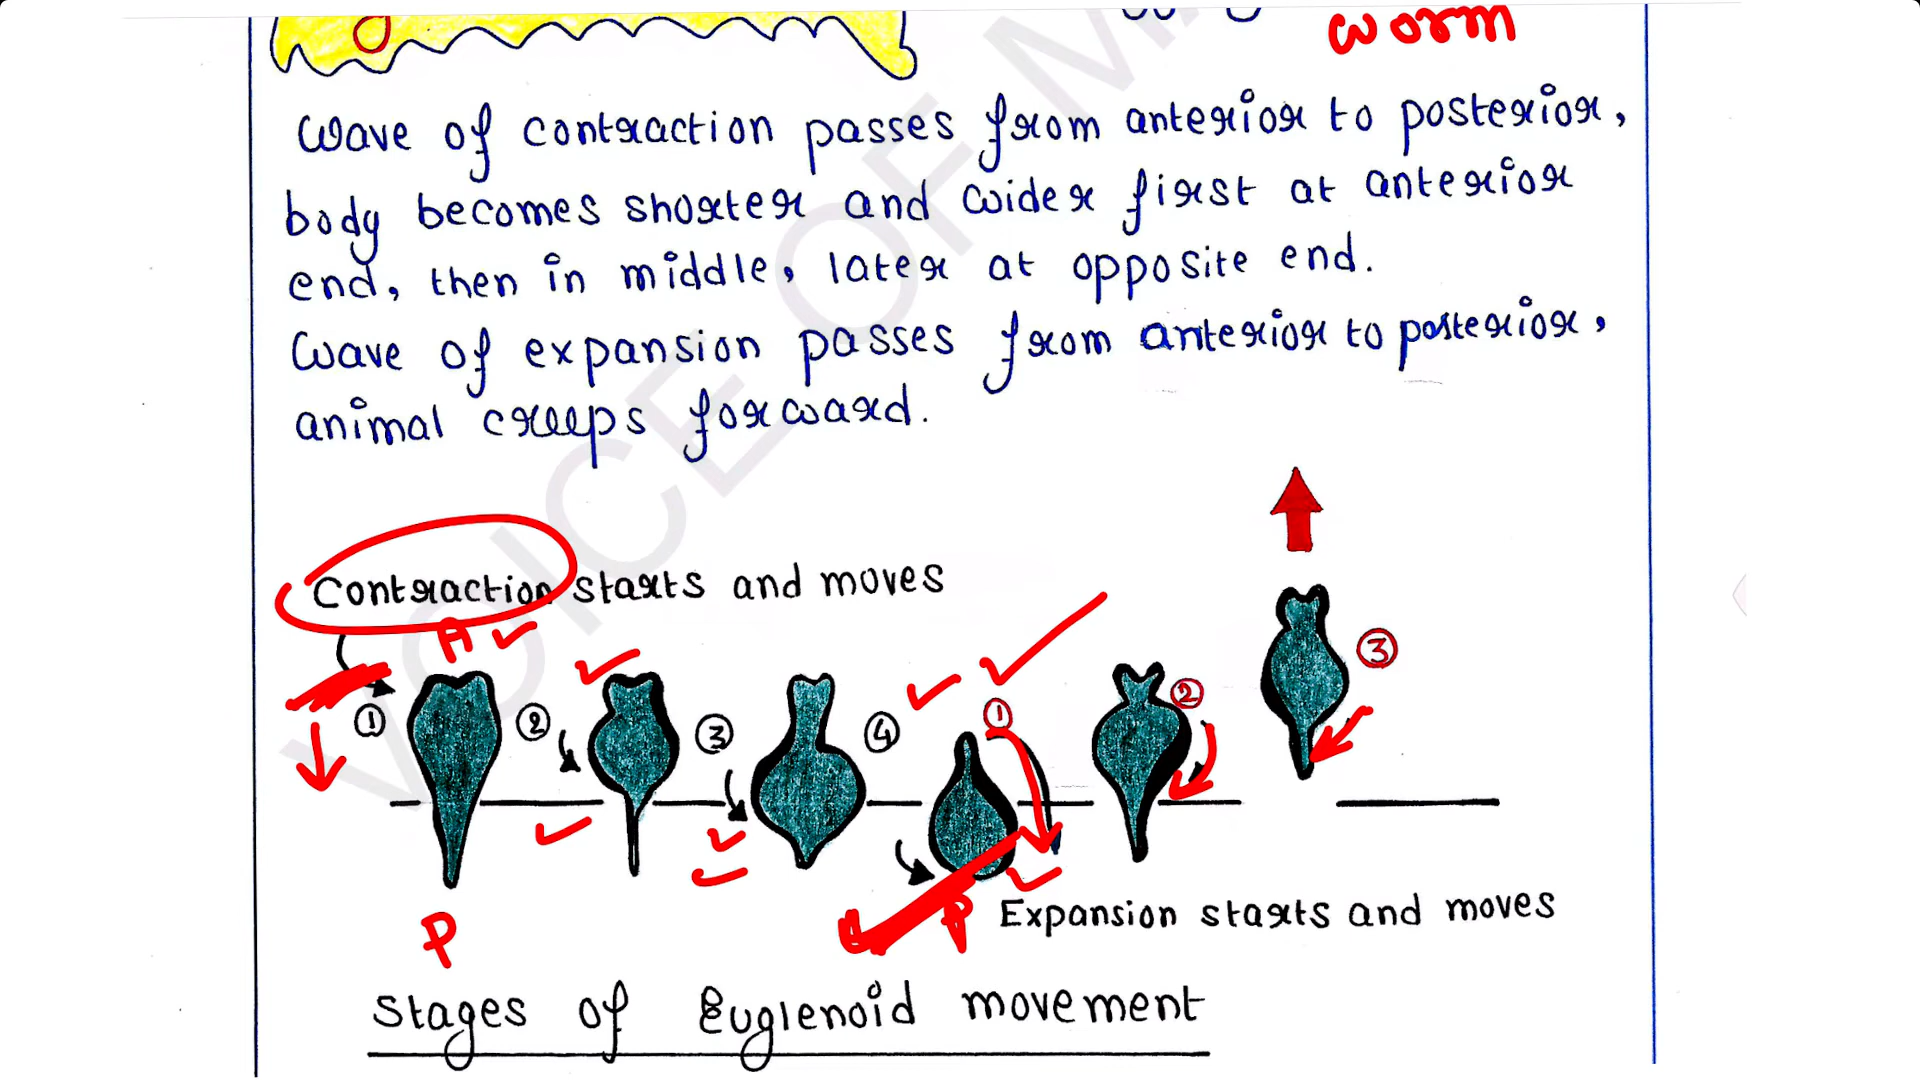 worm
Wave of contraction passes from anterior to posterior,
body becomes shorter and wider first at anterior
end, then in middle, later at opposite end.
Wave of expansion passes from anterior to posterior,
animal creeps forward.
Contraction starts and moves
A
1 2 3 4 1 2 3
P P
Expansion starts and moves
Stages of Euglenoid movement
VOICE OF